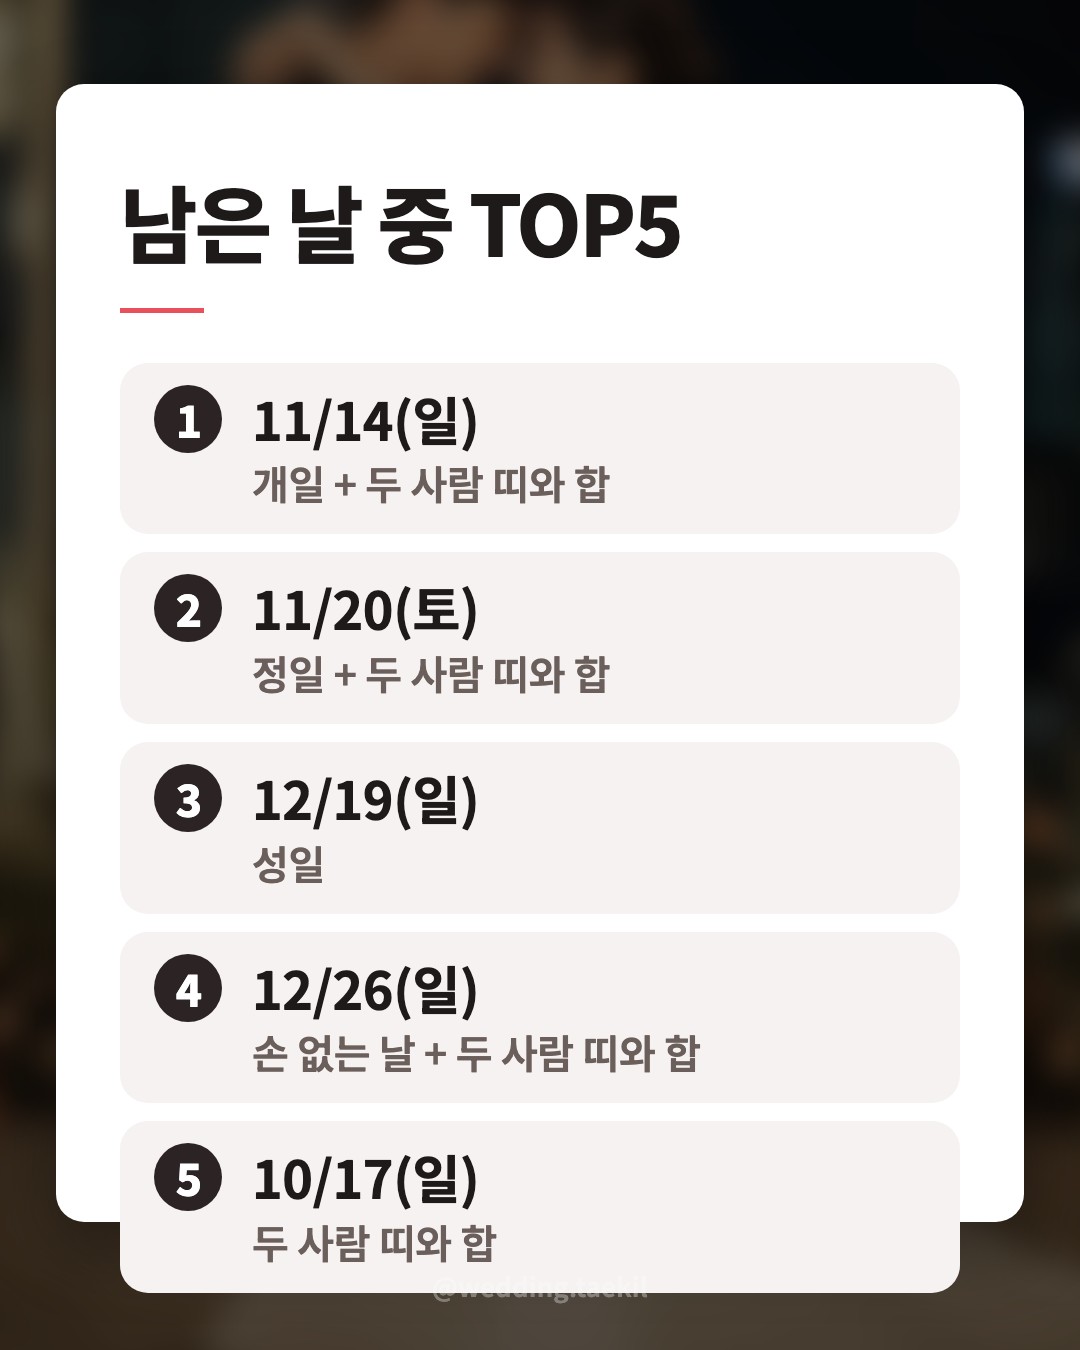 남은 날 중 TOP5
1 11/14(일)
개일 + 두 사람 띠와 합
2 11/20(토)
정일 + 두 사람 띠와 합
3 12/19(일)
성일
4 12/26(일)
손 없는 날 + 두 사람 띠와 합
5 10/17(일)
두 사람 띠와 합
@wedding.taekil